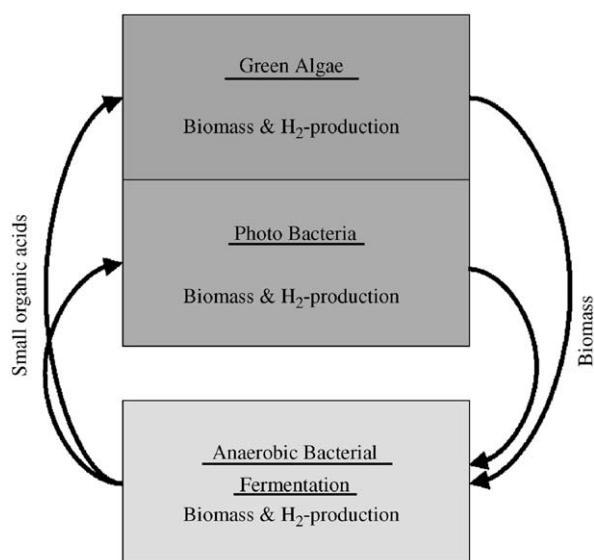 Green Algae
Biomass & H₂-production
Photo Bacteria
Biomass & H₂-production
Small organic acids
Biomass
Anaerobic Bacterial
Fermentation
Biomass & H₂-production